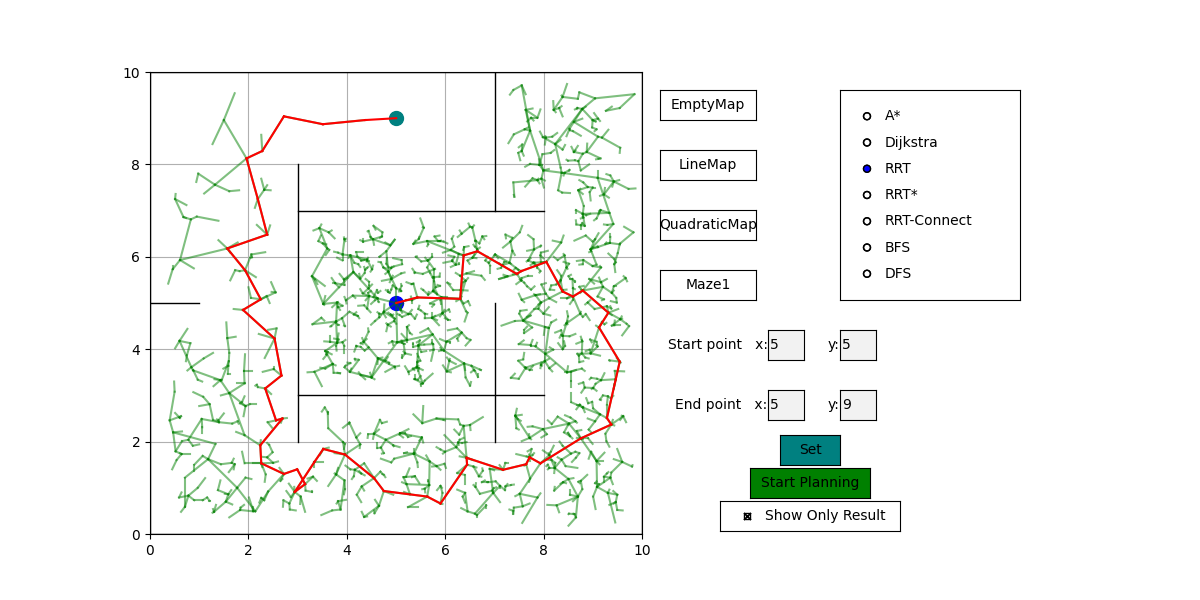 10
8
6
4
2
0
0 2 4 6 8 10
EmptyMap
LineMap
QuadraticMap
Maze1
A*
Dijkstra
RRT
RRT*
RRT-Connect
BFS
DFS
Start point x: 5 y: 5
End point x: 5 y: 9
Set
Start Planning
Show Only Result